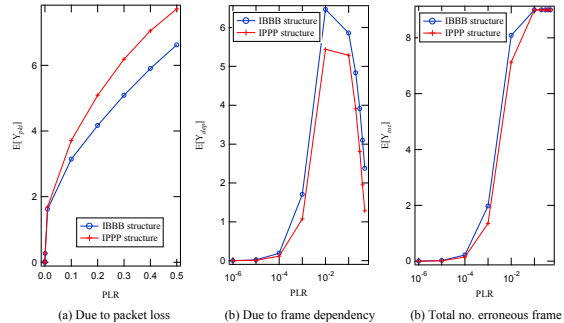 E[Y_pkt]
6
4
2
0
0.0 0.1 0.2 0.3 0.4 0.5
PLR
IBBB structure
IPPP structure
(a) Due to packet loss
E[Y_dep]
6
5
4
3
2
1
0
10^-6 10^-4 10^-2
PLR
IBBB structure
IPPP structure
(b) Due to frame dependency
E[Y_tot]
8
6
4
2
0
10^-6 10^-4 10^-2
PLR
IBBB structure
IPPP structure
(b) Total no. erroneous frame